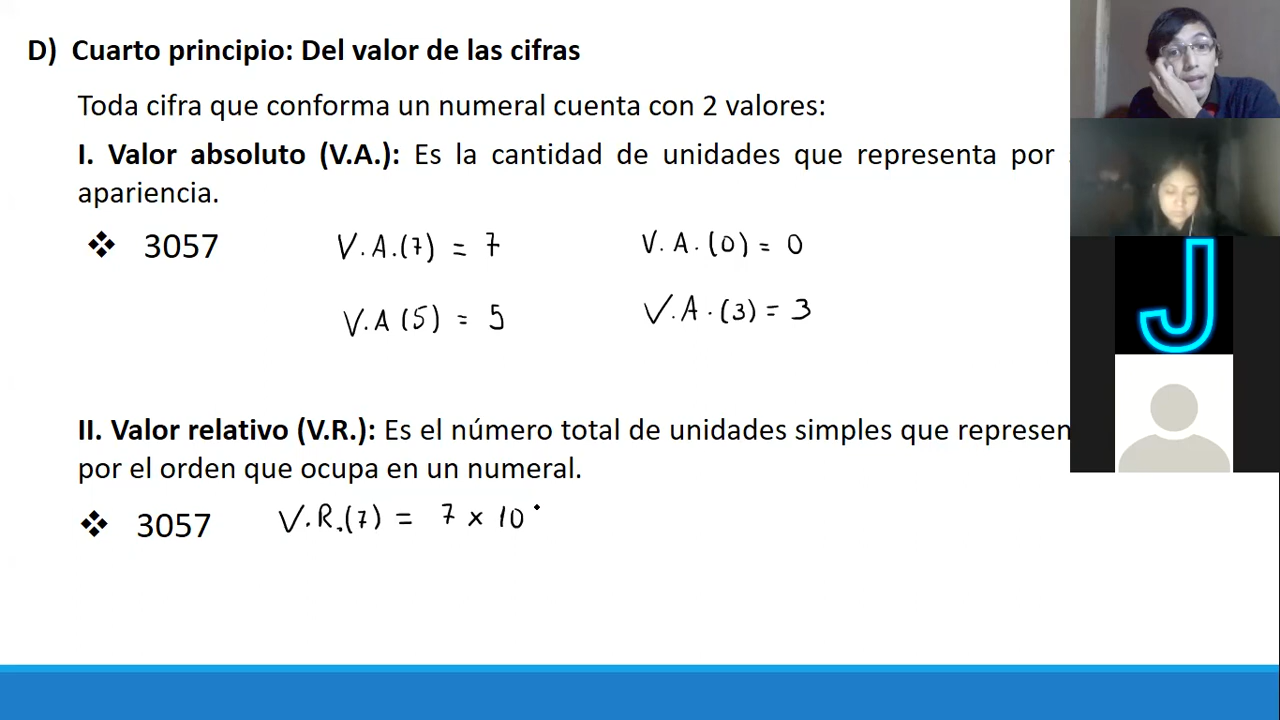 D) Cuarto principio: Del valor de las cifras
Toda cifra que conforma un numeral cuenta con 2 valores:
I. Valor absoluto (V.A.): Es la cantidad de unidades que representa por
apariencia.
❖ 3057 V.A.(7) = 7 V.A.(0) = 0
V.A(5) = 5 V.A.(3) = 3
II. Valor relativo (V.R.): Es el número total de unidades simples que represen
por el orden que ocupa en un numeral.
❖ 3057 V.R.(7) = 7 × 10
J